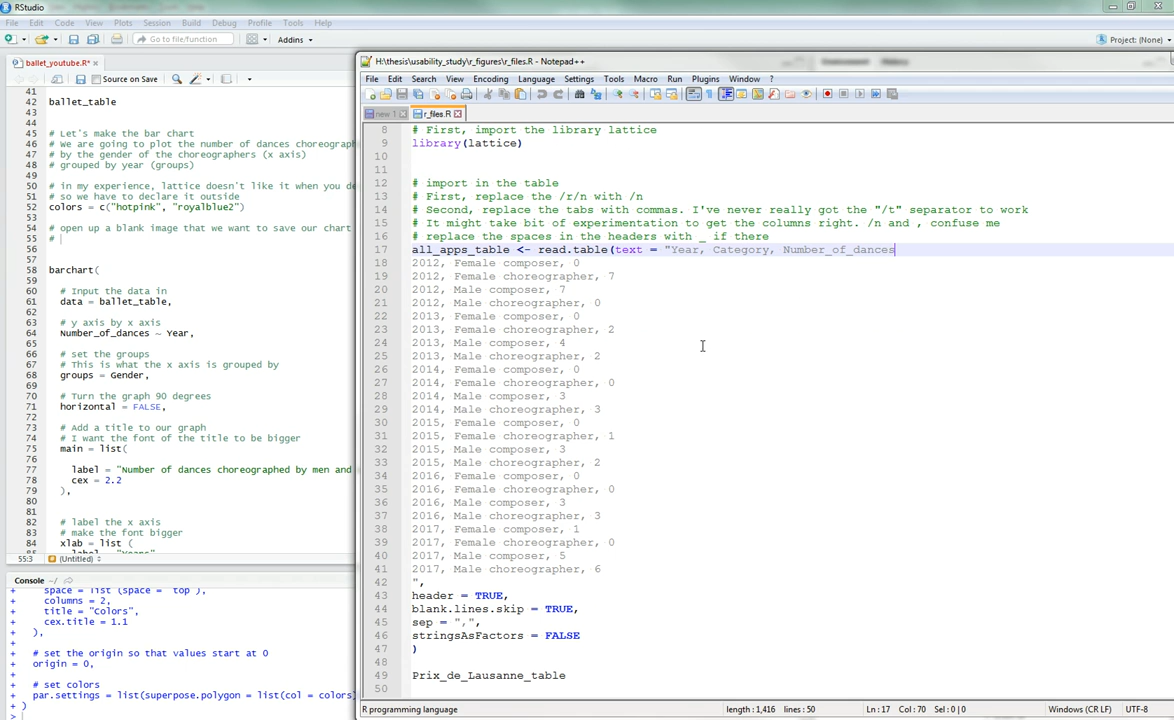 RStudio
File Edit Code View Plots Session Build Debug Profile Tools Help
Go to file/function
Addins
Project: (None)
ballet_youtube.R*
Source on Save
41
42 ballet_table
43
44
45 # Let's make the bar chart
46 # We are going to plot the number of dances choreograp
47 # by the gender of the choreographers (x axis)
48 # grouped by year (groups)
49
50 # in my experience, lattice doesn't like it when you de
51 # so we have to declare it outside
52 colors = c("hotpink", "royalblue2")
53
54 # open up a blank image that we want to save our chart
55 #
56
57
58 barchart(
59
60 # Input the data in
61 data = ballet_table,
62
63 # y axis by x axis
64 Number_of_dances ~ Year,
65
66 # set the groups
67 # This is what the x axis is grouped by
68 groups = Gender,
69
70 # Turn the graph 90 degrees
71 horizontal = FALSE,
72
73 # Add a title to our graph
74 # I want the font of the title to be bigger
75 main = list(
76
77 label = "Number of dances choreographed by men and
78 cex = 2.2
79 ),
80
81
82 # label the x axis
83 # make the font bigger
84 xlab = list (
85 label = "Years"
55:3 (Untitled)
Console ~/
+ space = list (space = "top"),
+ columns = 2,
+ title = "Colors",
+ cex.title = 1.1
+ ),
+
+ # set the origin so that values start at 0
+ origin = 0,
+
+ # set colors
+ par.settings = list(superpose.polygon = list(col = colors)
+ )
>
H:\thesis\usability_study\r_figures\r_files.R - Notepad++
File Edit Search View Encoding Language Settings Tools Macro Run Plugins Window ?
new 1 r_files.R
8 # First, import the library lattice
9 library(lattice)
10
11
12 # import in the table
13 # First, replace the /r/n with /n
14 # Second, replace the tabs with commas. I've never really got the "/t" separator to work
15 # It might take bit of experimentation to get the columns right. /n and , confuse me
16 # replace the spaces in the headers with _ if there
17 all_apps_table <- read.table(text = "Year, Category, Number_of_dances
18 2012, Female composer, 0
19 2012, Female choreographer, 7
20 2012, Male composer, 7
21 2012, Male choreographer, 0
22 2013, Female composer, 0
23 2013, Female choreographer, 2
24 2013, Male composer, 4
25 2013, Male choreographer, 2
26 2014, Female composer, 0
27 2014, Female choreographer, 0
28 2014, Male composer, 3
29 2014, Male choreographer, 3
30 2015, Female composer, 0
31 2015, Female choreographer, 1
32 2015, Male composer, 3
33 2015, Male choreographer, 2
34 2016, Female composer, 0
35 2016, Female choreographer, 0
36 2016, Male composer, 3
37 2016, Male choreographer, 3
38 2017, Female composer, 1
39 2017, Female choreographer, 0
40 2017, Male composer, 5
41 2017, Male choreographer, 6
42 ",
43 header = TRUE,
44 blank.lines.skip = TRUE,
45 sep = ",",
46 stringsAsFactors = FALSE
47 )
48
49 Prix_de_Lausanne_table
50
R programming language length : 1,416 lines : 50 Ln : 17 Col : 70 Sel : 0 | 0 Windows (CR LF) UTF-8